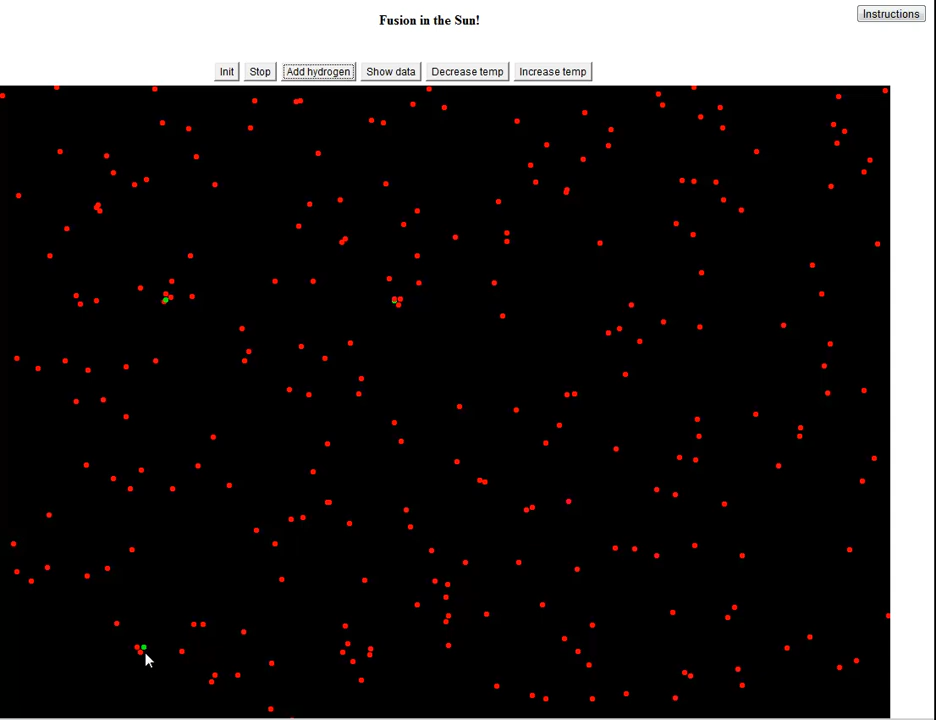 Fusion in the Sun!
Instructions
Init Stop Add hydrogen Show data Decrease temp Increase temp